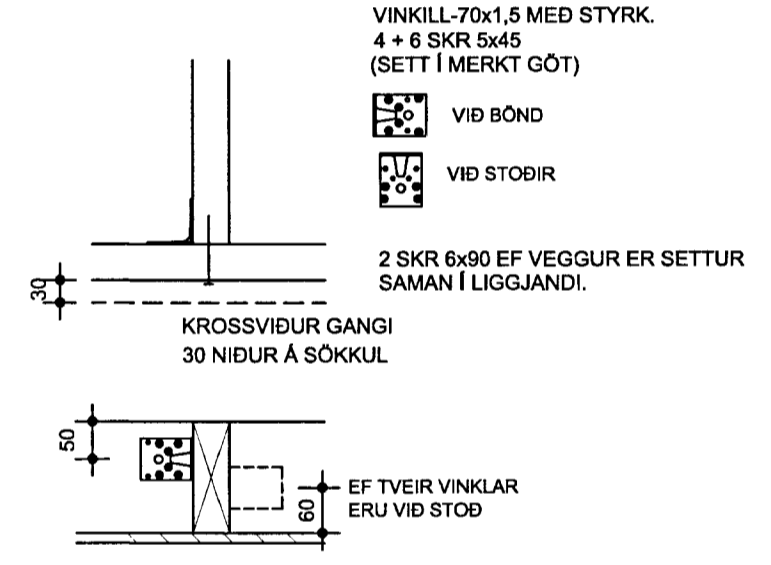 VINKILL-70x1,5 MEÐ STYRK.
4 + 6 SKR 5x45
(SETT Í MERKT GÖT)
VIÐ BÖND
VIÐ STOÐIR
2 SKR 6x90 EF VEGGUR ER SETTUR
SAMAN Í LIGGJANDI.
30
KROSSVIÐUR GANGI
30 NIÐUR Á SÖKKUL
50
EF TVEIR VINKLAR
ERU VIÐ STOÐ
60